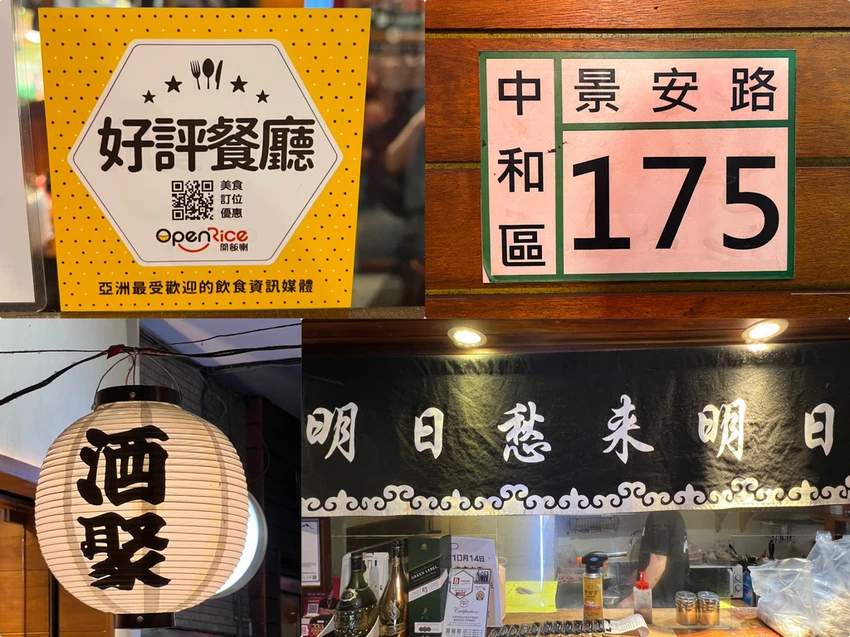 好評餐廳
美食
訂位
優惠
OpenRice
開飯喇
亞洲最受歡迎的飲食資訊媒體
中和區
景安路
175
酒聚
明日愁来明日
10月14日
GREEN LABEL